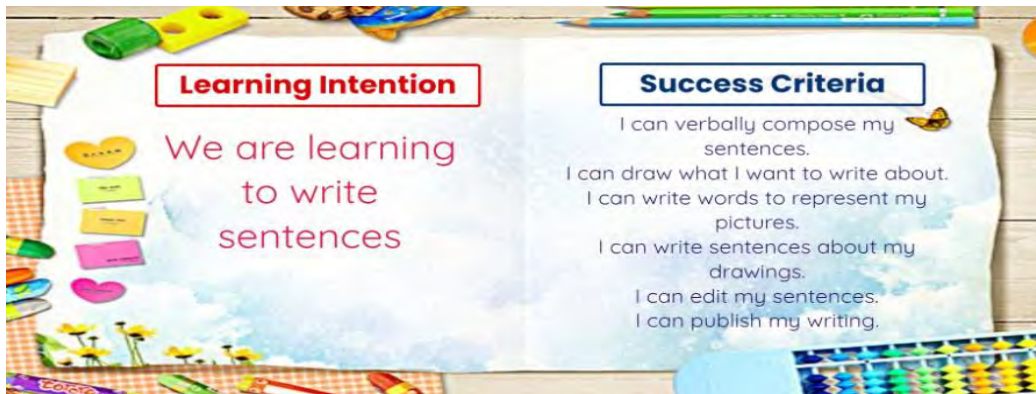 Learning Intention
We are learning
to write
sentences
Success Criteria
I can verbally compose my
sentences.
I can draw what I want to write about.
I can write words to represent my
pictures.
I can write sentences about my
drawings.
I can edit my sentences.
I can publish my writing.